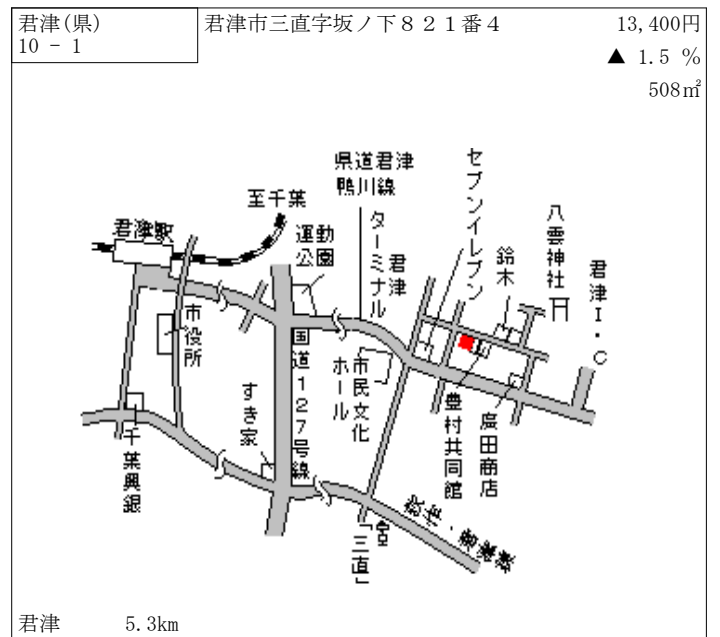 君津(県)
10 - 1
君津市三直字坂ノ下８２１番４
13,400円
▲ 1.5 %
508㎡
県道君津
鴨川線
セブンイレブン
至千葉
君津駅
運動
公園
君津
ターミナル
鈴木
八雲神社
君津Ｉ・Ｃ
市役所
国道１２７号線
市民文化
ホール
すき家
豊村共同館
廣田商店
千葉興銀
「三直」
君津
5.3km